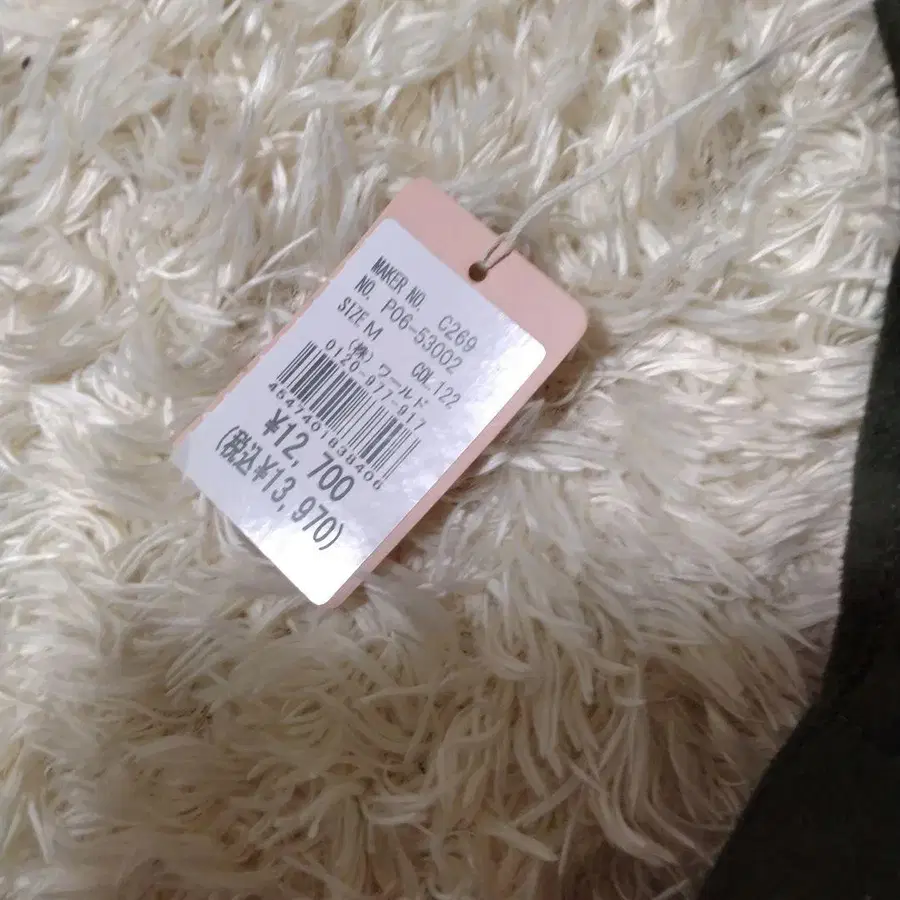 MAKER NO. C269
NO. P06-53002
SIZE M COL.122
(株)ワールド
0120-977-917
4547407838406
¥12,700
(税込¥13,970)